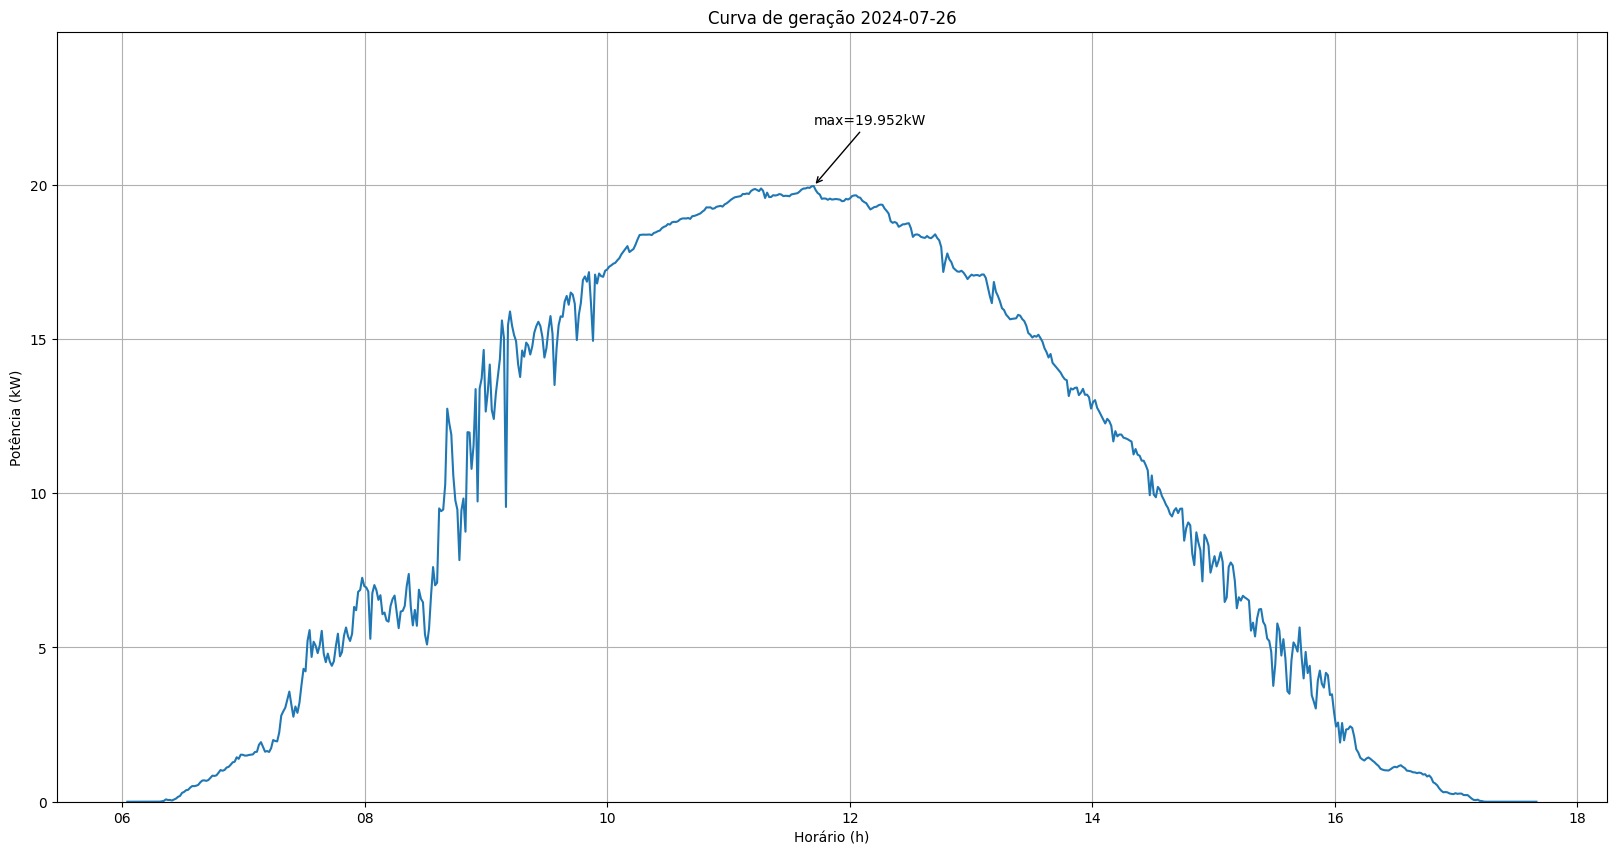 Curva de geração 2024-07-26
max=19.952kW
Potência (kW)
20
15
10
5
0
06 08 10 12 14 16 18
Horário (h)